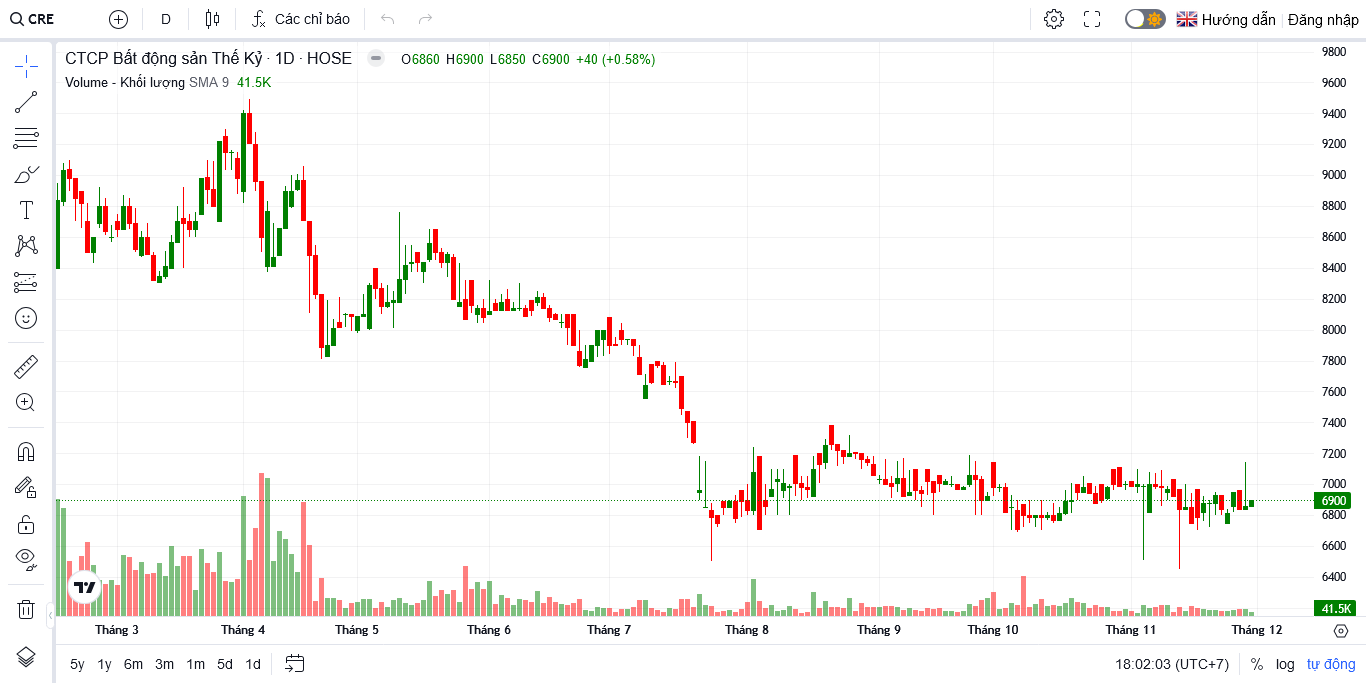 CRE
D
Các chỉ báo
Hướng dẫn
Đăng nhập
CTCP Bất động sản Thế Kỷ · 1D · HOSE
O6860 H6900 L6850 C6900 +40 (+0.58%)
Volume - Khối lượng SMA 9 41.5K
9800
9600
9400
9200
9000
8800
8600
8400
8200
8000
7800
7600
7400
7200
7000
6900
6800
6600
6400
41.5K
Tháng 3 Tháng 4 Tháng 5 Tháng 6 Tháng 7 Tháng 8 Tháng 9 Tháng 10 Tháng 11 Tháng 12
5y 1y 6m 3m 1m 5d 1d
18:02:03 (UTC+7) % log tự động